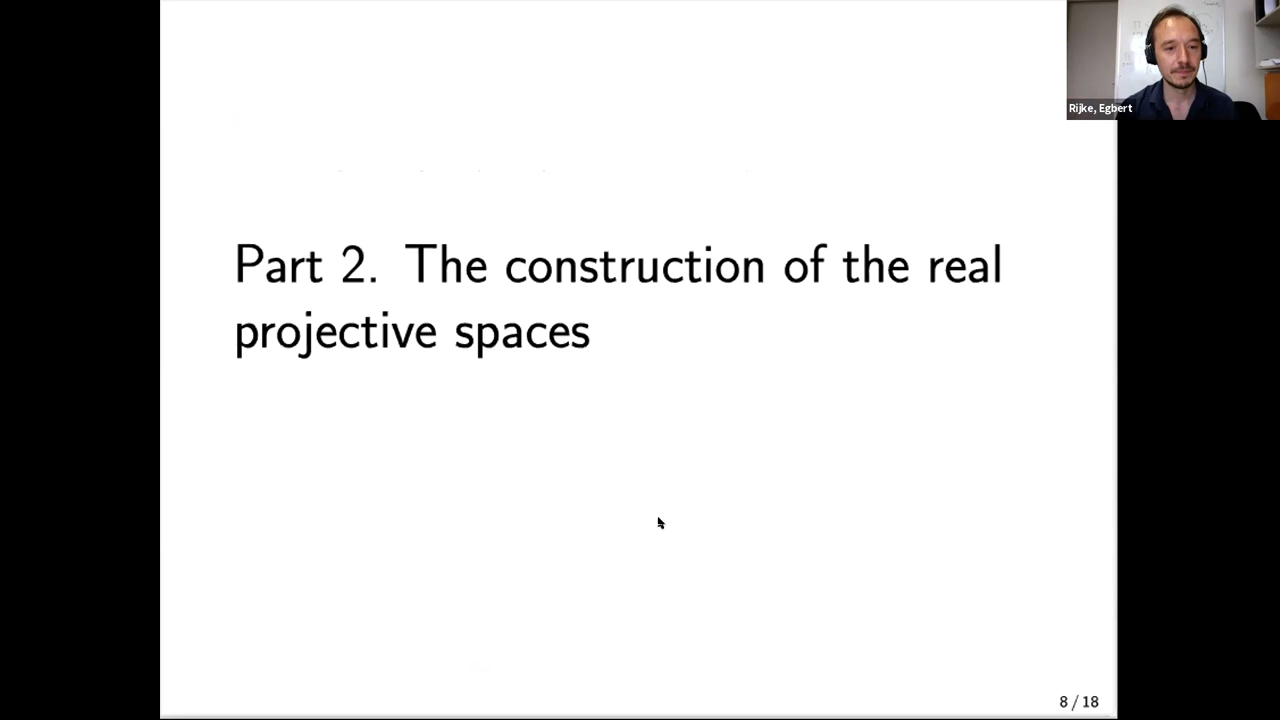 Rijke, Egbert
Part 2. The construction of the real
projective spaces
8 / 18